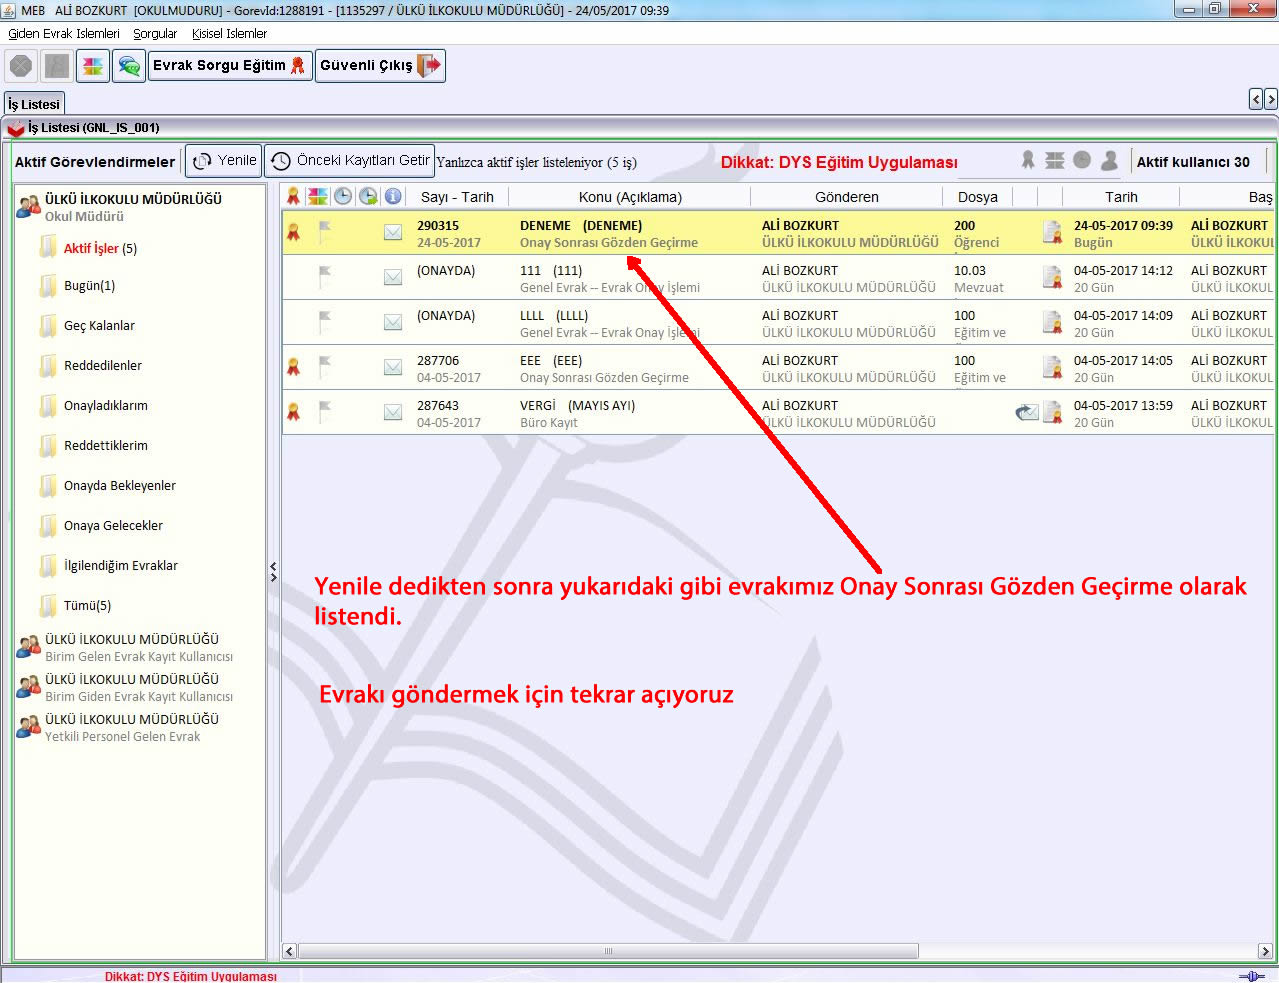 MEB ALİ BOZKURT [OKULMUDURU] - GorevId:1288191 - [1135297 / ÜLKÜ İLKOKULU MÜDÜRLÜĞÜ] - 24/05/2017 09:39
Giden Evrak Islemleri Sorgular Kisisel Islemler
Evrak Sorgu Eğitim Güvenli Çıkış
İş Listesi
İş Listesi (GNL_IS_001)
Aktif Görevlendirmeler Yenile Önceki Kayıtları Getir Yanlızca aktif işler listeleniyor (5 iş) Dikkat: DYS Eğitim Uygulaması Aktif kullanıcı 30
ÜLKÜ İLKOKULU MÜDÜRLÜĞÜ
Okul Müdürü
Aktif İşler (5)
Bugün(1)
Geç Kalanlar
Reddedilenler
Onayladıklarım
Reddettiklerim
Onayda Bekleyenler
Onaya Gelecekler
İlgilendiğim Evraklar
Tümü(5)
ÜLKÜ İLKOKULU MÜDÜRLÜĞÜ
Birim Gelen Evrak Kayıt Kullanıcısı
ÜLKÜ İLKOKULU MÜDÜRLÜĞÜ
Birim Giden Evrak Kayıt Kullanıcısı
ÜLKÜ İLKOKULU MÜDÜRLÜĞÜ
Yetkili Personel Gelen Evrak
Sayı - Tarih Konu (Açıklama) Gönderen Dosya Tarih Baş
290315 DENEME (DENEME) ALİ BOZKURT 200 24-05-2017 09:39 ALİ BOZKURT
24-05-2017 Onay Sonrası Gözden Geçirme ÜLKÜ İLKOKULU MÜDÜRLÜĞÜ Öğrenci Bugün ÜLKÜ İLKOKUL
(ONAYDA) 111 (111) ALİ BOZKURT 10.03 04-05-2017 14:12 ALİ BOZKURT
Genel Evrak -- Evrak Onay İşlemi ÜLKÜ İLKOKULU MÜDÜRLÜĞÜ Mevzuat 20 Gün ÜLKÜ İLKOKUL
(ONAYDA) LLLL (LLLL) ALİ BOZKURT 100 04-05-2017 14:09 ALİ BOZKURT
Genel Evrak -- Evrak Onay İşlemi ÜLKÜ İLKOKULU MÜDÜRLÜĞÜ Eğitim ve 20 Gün ÜLKÜ İLKOKUL
287706 EEE (EEE) ALİ BOZKURT 100 04-05-2017 14:05 ALİ BOZKURT
04-05-2017 Onay Sonrası Gözden Geçirme ÜLKÜ İLKOKULU MÜDÜRLÜĞÜ Eğitim ve 20 Gün ÜLKÜ İLKOKUL
287643 VERGİ (MAYIS AYI) ALİ BOZKURT 04-05-2017 13:59 ALİ BOZKURT
04-05-2017 Büro Kayıt ÜLKÜ İLKOKULU MÜDÜRLÜĞÜ 20 Gün ÜLKÜ İLKOKUL
Yenile dedikten sonra yukarıdaki gibi evrakımız Onay Sonrası Gözden Geçirme olarak
listendi.
Evrakı göndermek için tekrar açıyoruz
Dikkat: DYS Eğitim Uygulaması